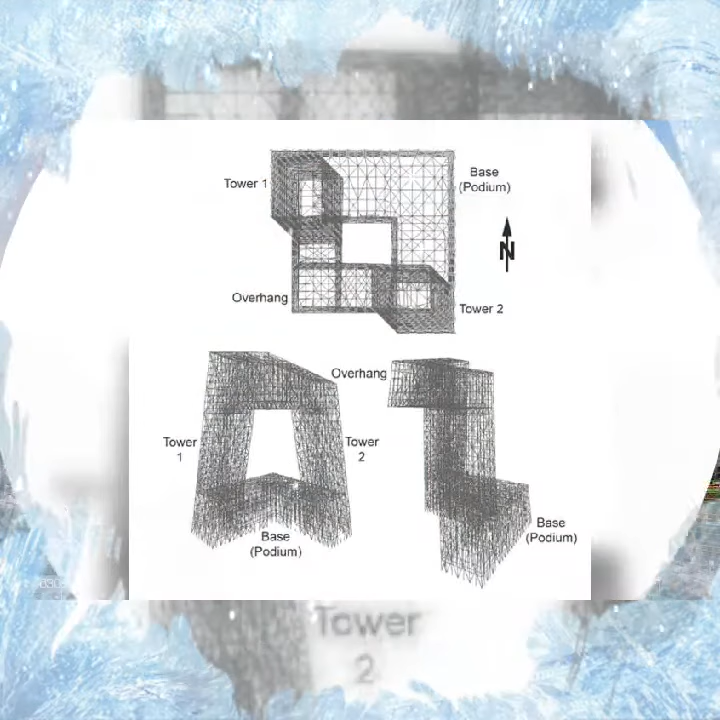 Tower 1
Base
(Podium)
N
Overhang
Tower 2
Overhang
Tower
1
Tower
2
Base
(Podium)
Base
(Podium)
Tower
2